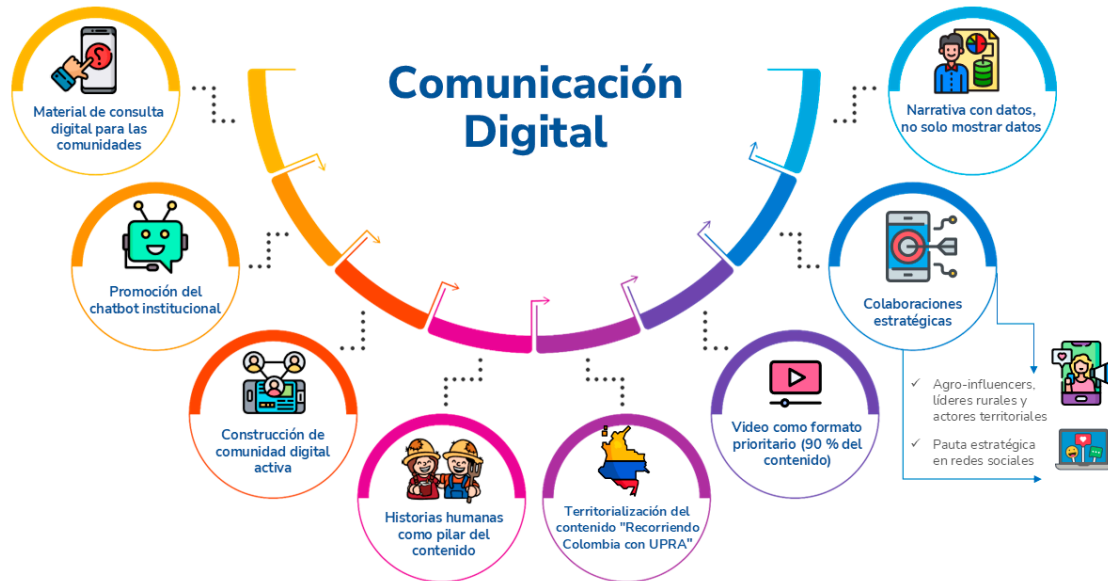 Comunicación
Digital
Material de consulta
digital para las
comunidades
Promoción del
chatbot institucional
Construcción de
comunidad digital
activa
Historias humanas
como pilar del
contenido
Territorialización del
contenido "Recorriendo
Colombia con UPRA"
Video como formato
prioritario (90 % del
contenido)
Colaboraciones
estratégicas
✓ Agro-influencers,
líderes rurales y
actores territoriales
✓ Pauta estratégica
en redes sociales
Narrativa con datos,
no solo mostrar datos